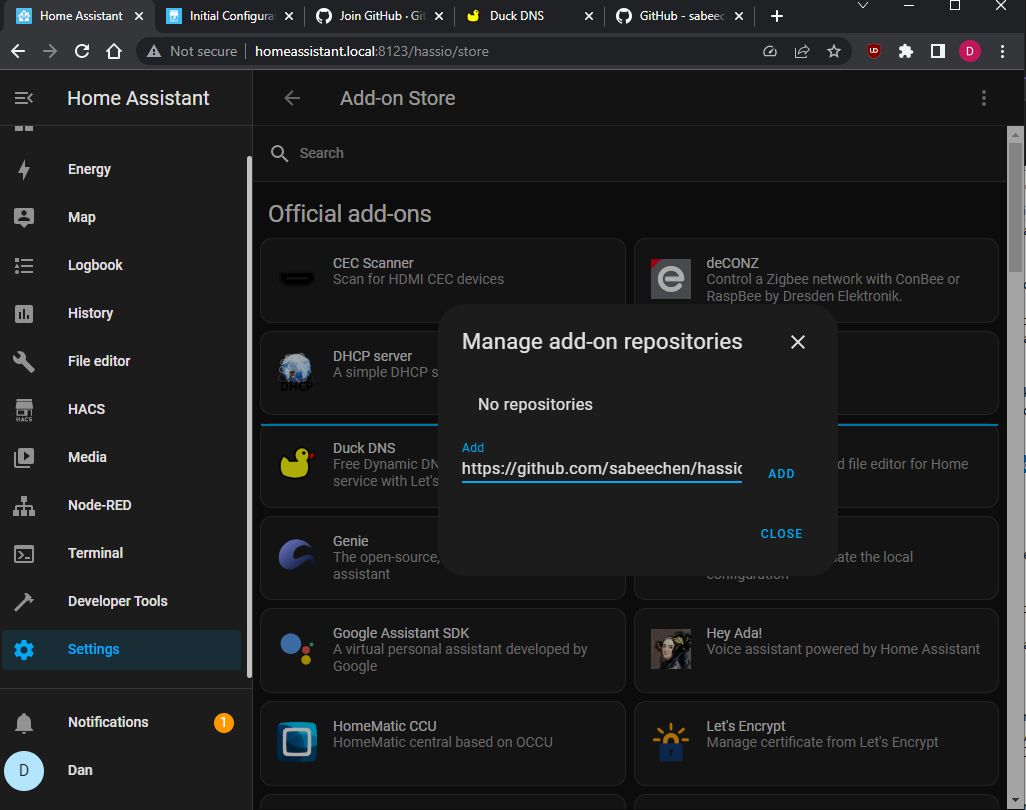 Home Assistant
Initial Configura
Join GitHub · Git
Duck DNS
GitHub - sabeec
Not secure
homeassistant.local:8123/hassio/store
UD
D
Home Assistant
Energy
Map
Logbook
History
File editor
HACS
HACS
Media
Node-RED
Terminal
Developer Tools
Settings
Notifications
1
D
Dan
Add-on Store
Search
Official add-ons
CEC Scanner
Scan for HDMI CEC devices
deCONZ
Control a Zigbee network with ConBee or
RaspBee by Dresden Elektronik.
DHCP
DHCP server
A simple DHCP s
Duck DNS
Free Dynamic DN
service with Let's
d file editor for Home
Genie
The open-source,
assistant
ate the local
configuration
Google Assistant SDK
A virtual personal assistant developed by
Google
Hey Ada!
Voice assistant powered by Home Assistant
HomeMatic CCU
HomeMatic central based on OCCU
Let's Encrypt
Manage certificate from Let's Encrypt
Manage add-on repositories
No repositories
Add
https://github.com/sabeechen/hassio
ADD
CLOSE